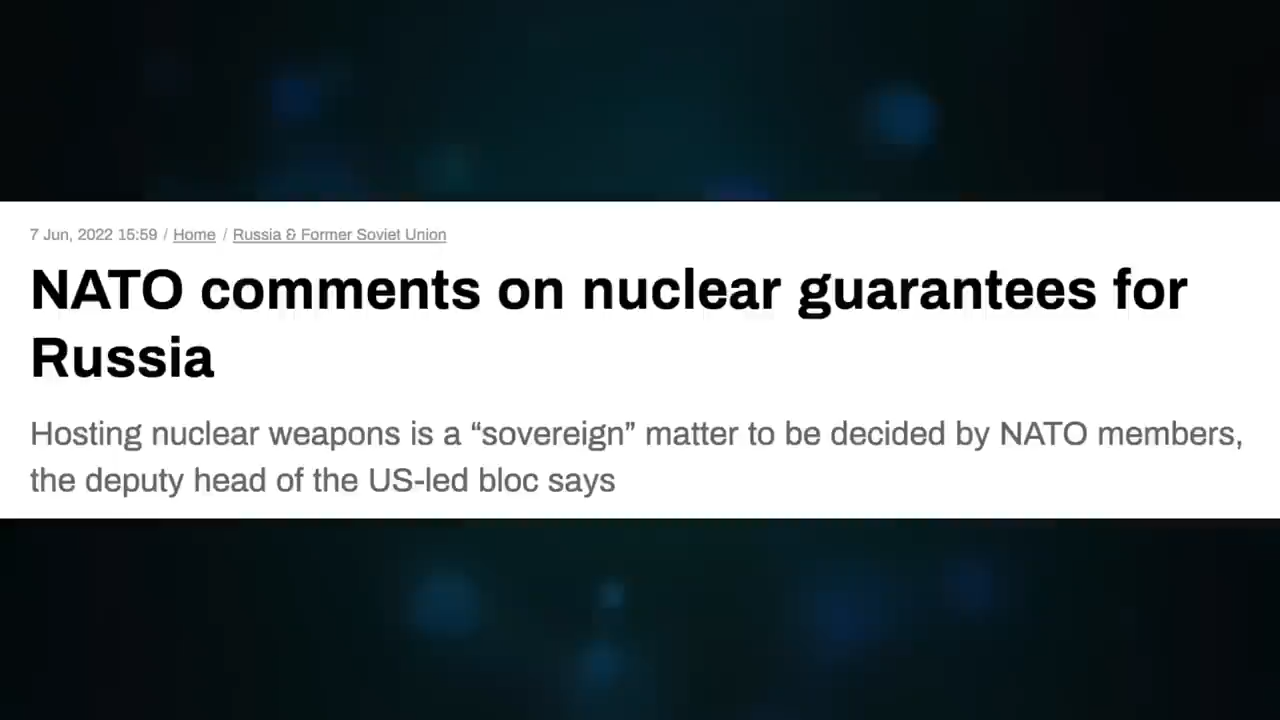 7 Jun, 2022 15:59 / Home / Russia & Former Soviet Union
NATO comments on nuclear guarantees for
Russia
Hosting nuclear weapons is a “sovereign” matter to be decided by NATO members,
the deputy head of the US-led bloc says